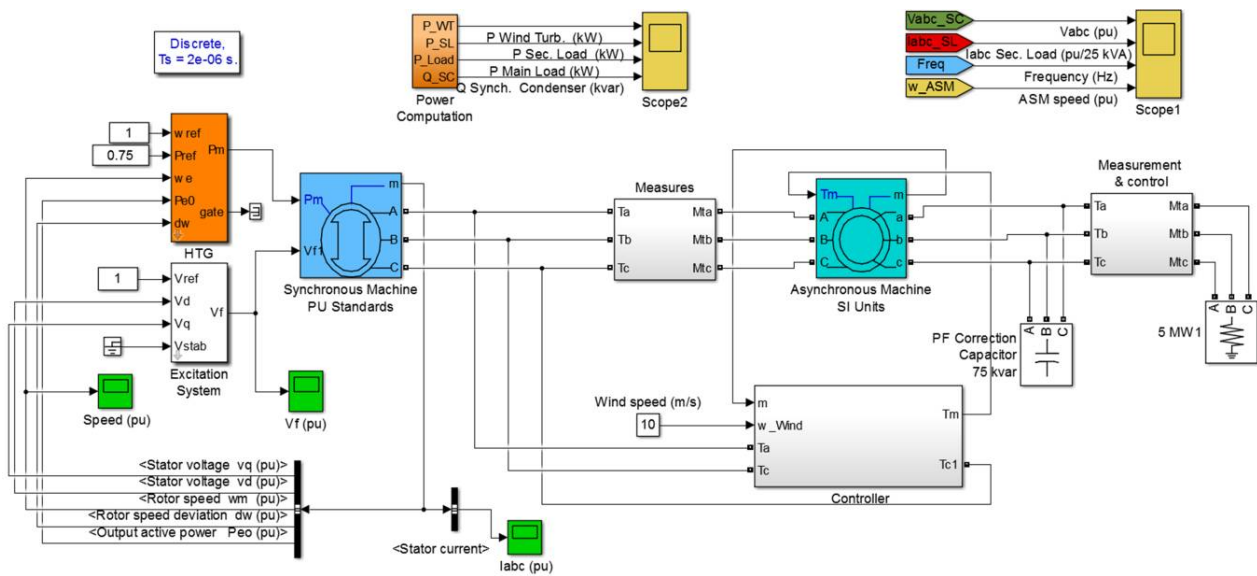 Discrete,
Ts = 2e-06 s.
P_WT
P_SL
P_Load
Q_SC
Power
Computation
P Wind Turb. (kW)
P Sec. Load (kW)
P Main Load (kW)
Q Synch. Condenser (kvar)
Scope2
Vabc_SC
Iabc_SL
Freq
w_ASM
Vabc (pu)
Iabc Sec. Load (pu/25 kVA)
Frequency (Hz)
ASM speed (pu)
Scope1
1
0.75
w ref
Pref
w e
Pe0
dw
Pm
gate
HTG
1
Vref
Vd
Vq
Vstab
Vf
Excitation
System
Pm
m
Vf1
A
B
C
Synchronous Machine
PU Standards
Measures
Ta
Tb
Tc
Mta
Mtb
Mtc
Tm
m
A
B
C
a
b
c
Asynchronous Machine
SI Units
Measurement
& control
Ta
Tb
Tc
Mta
Mtb
Mtc
A
B
C
PF Correction
Capacitor
75 kvar
A
B
C
5 MW1
Speed (pu)
Vf (pu)
Wind speed (m/s)
10
m
w _Wind
Ta
Tc
Tm
Tc1
Controller
<Stator voltage vq (pu)>
<Stator voltage vd (pu)>
<Rotor speed wm (pu)>
<Rotor speed deviation dw (pu)>
<Output active power Peo (pu)>
<Stator current>
Iabc (pu)